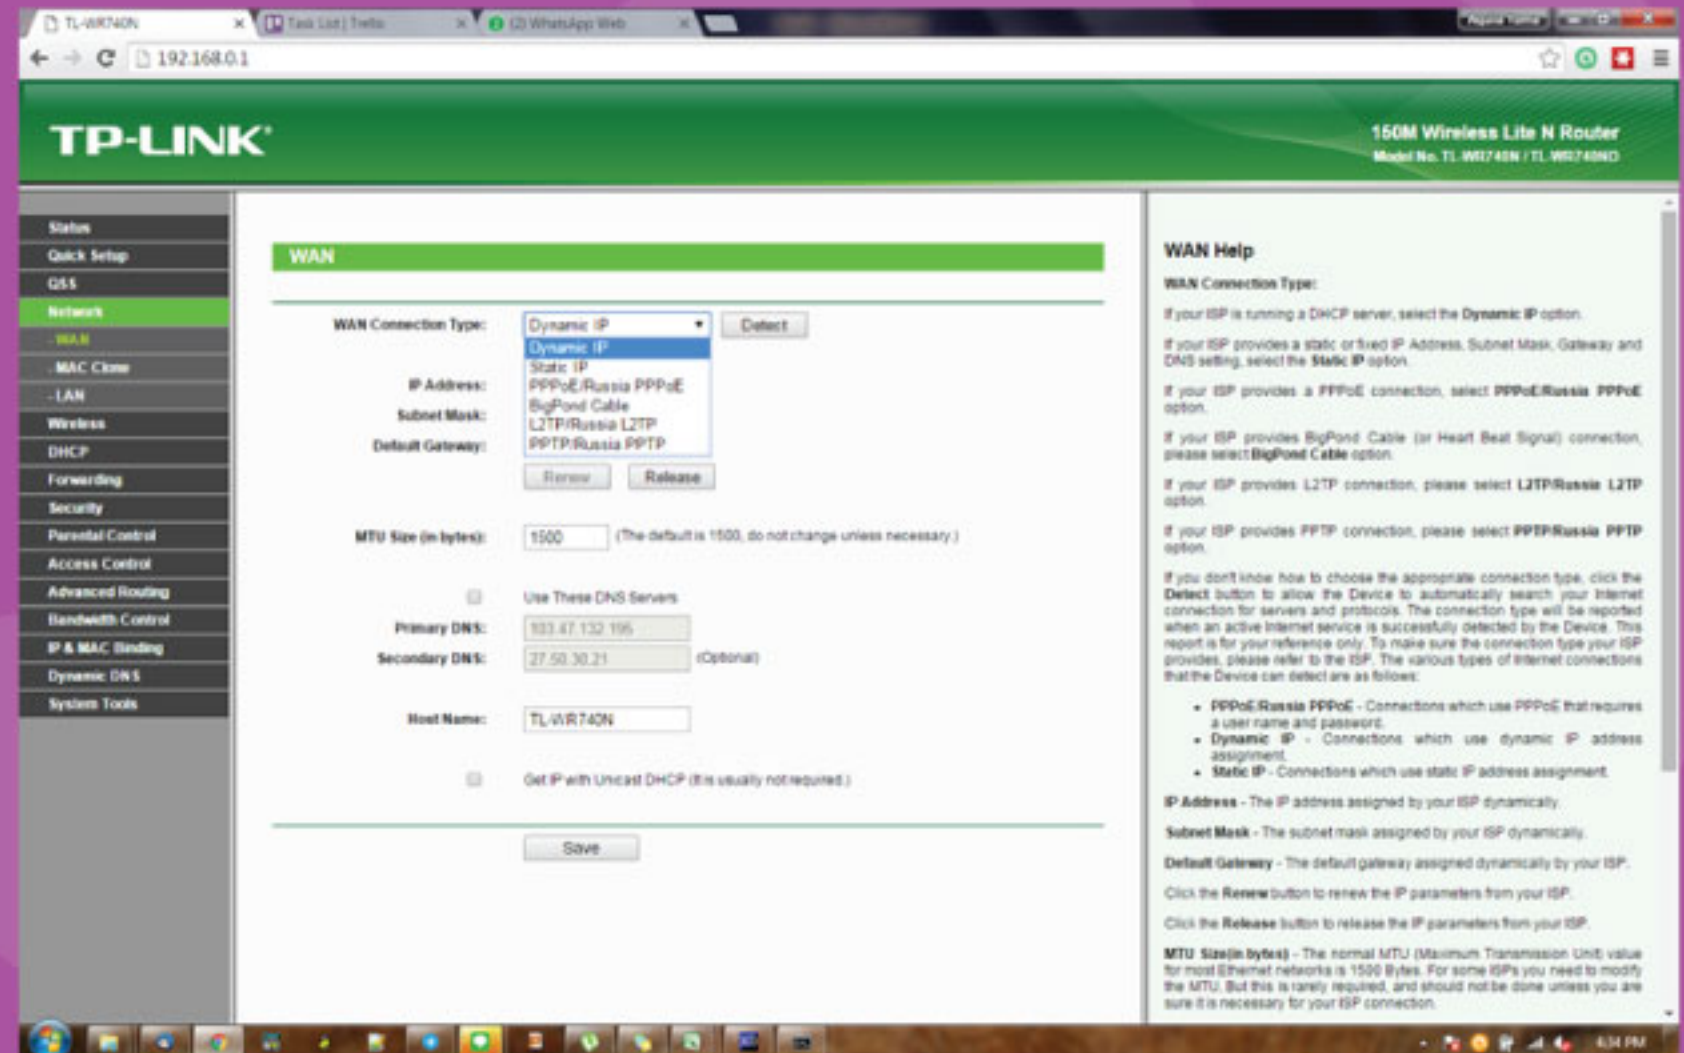 TL-WR740N
Task List | Trello
(2) WhatsApp Web
192.168.0.1
TP-LINK
150M Wireless Lite N Router
Model No. TL-WR740N / TL-WR740ND
Status
Quick Setup
QSS
Network
- WAN
- MAC Clone
- LAN
Wireless
DHCP
Forwarding
Security
Parental Control
Access Control
Advanced Routing
Bandwidth Control
IP & MAC Binding
Dynamic DNS
System Tools
WAN
WAN Connection Type:
Dynamic IP
Detect
Dynamic IP
Static IP
PPPoE/Russia PPPoE
BigPond Cable
L2TP/Russia L2TP
PPTP/Russia PPTP
IP Address:
Subnet Mask:
Default Gateway:
Renew
Release
MTU Size (in bytes):
1500
(The default is 1500, do not change unless necessary.)
Use These DNS Servers
Primary DNS:
103.47.132.195
Secondary DNS:
27.50.30.21
(Optional)
Host Name:
TL-WR740N
Get IP with Unicast DHCP (It is usually not required.)
Save
WAN Help
WAN Connection Type:
If your ISP is running a DHCP server, select the Dynamic IP option.
If your ISP provides a static or fixed IP Address, Subnet Mask, Gateway and
DNS setting, select the Static IP option.
If your ISP provides a PPPoE connection, select PPPoE/Russia PPPoE
option.
If your ISP provides BigPond Cable (or Heart Beat Signal) connection,
please select BigPond Cable option.
If your ISP provides L2TP connection, please select L2TP/Russia L2TP
option.
If your ISP provides PPTP connection, please select PPTP/Russia PPTP
option.
If you don't know how to choose the appropriate connection type, click the
Detect button to allow the Device to automatically search your Internet
connection for servers and protocols. The connection type will be reported
when an active Internet service is successfully detected by the Device. This
report is for your reference only. To make sure the connection type your ISP
provides, please refer to the ISP. The various types of Internet connections
that the Device can detect are as follows:
• PPPoE/Russia PPPoE - Connections which use PPPoE that requires
a user name and password.
• Dynamic IP - Connections which use dynamic IP address
assignment.
• Static IP - Connections which use static IP address assignment.
IP Address - The IP address assigned by your ISP dynamically.
Subnet Mask - The subnet mask assigned by your ISP dynamically.
Default Gateway - The default gateway assigned dynamically by your ISP.
Click the Renew button to renew the IP parameters from your ISP.
Click the Release button to release the IP parameters from your ISP.
MTU Size(in bytes) - The normal MTU (Maximum Transmission Unit) value
for most Ethernet networks is 1500 Bytes. For some ISPs you need to modify
the MTU. But this is rarely required, and should not be done unless you are
sure it is necessary for your ISP connection.
4:34 PM